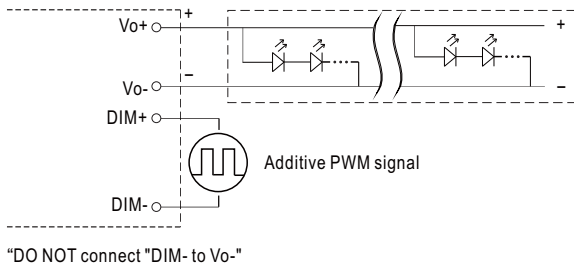 Vo+ + +
Vo- - -
DIM+
Additive PWM signal
DIM-
“DO NOT connect "DIM- to Vo-"